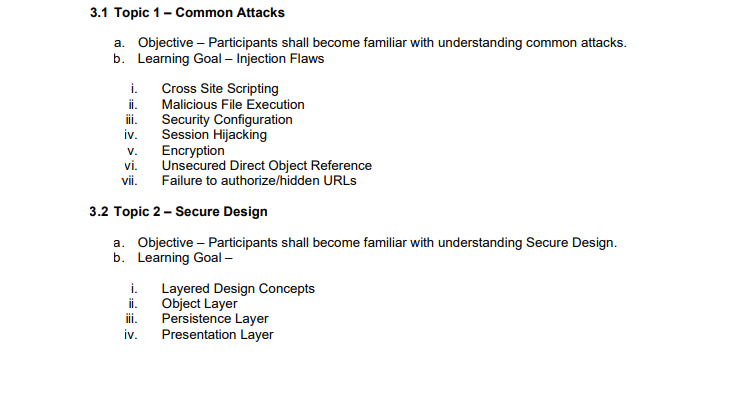 3.1 Topic 1 – Common Attacks
a. Objective – Participants shall become familiar with understanding common attacks.
b. Learning Goal – Injection Flaws
i. Cross Site Scripting
ii. Malicious File Execution
iii. Security Configuration
iv. Session Hijacking
v. Encryption
vi. Unsecured Direct Object Reference
vii. Failure to authorize/hidden URLs
3.2 Topic 2 – Secure Design
a. Objective – Participants shall become familiar with understanding Secure Design.
b. Learning Goal –
i. Layered Design Concepts
ii. Object Layer
iii. Persistence Layer
iv. Presentation Layer